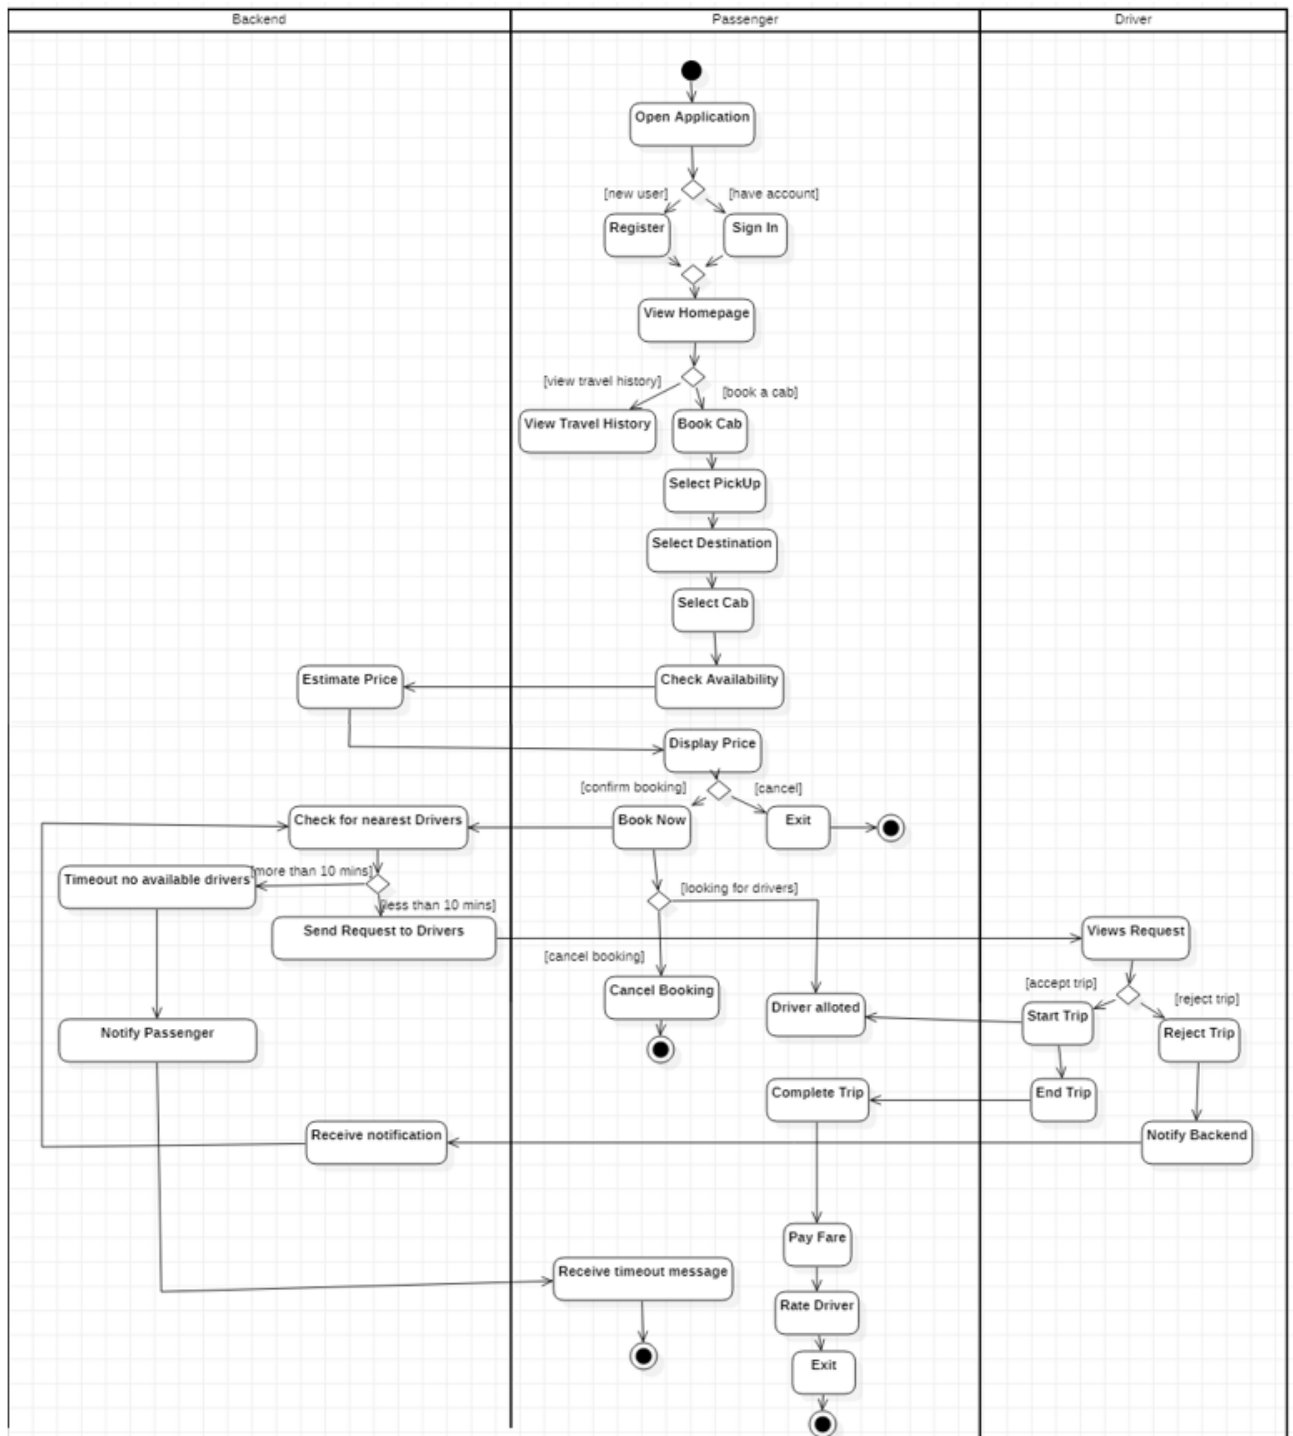 Backend
Passenger
Driver
Open Application
[new user]
[have account]
Register
Sign In
View Homepage
[view travel history]
[book a cab]
View Travel History
Book Cab
Select PickUp
Select Destination
Select Cab
Estimate Price
Check Availability
Display Price
[confirm booking]
[cancel]
Check for nearest Drivers
Book Now
Exit
Timeout no available drivers
[more than 10 mins]
[looking for drivers]
[less than 10 mins]
Send Request to Drivers
Views Request
[cancel booking]
[accept trip]
[reject trip]
Cancel Booking
Driver alloted
Start Trip
Reject Trip
Notify Passenger
Complete Trip
End Trip
Receive notification
Notify Backend
Pay Fare
Receive timeout message
Rate Driver
Exit